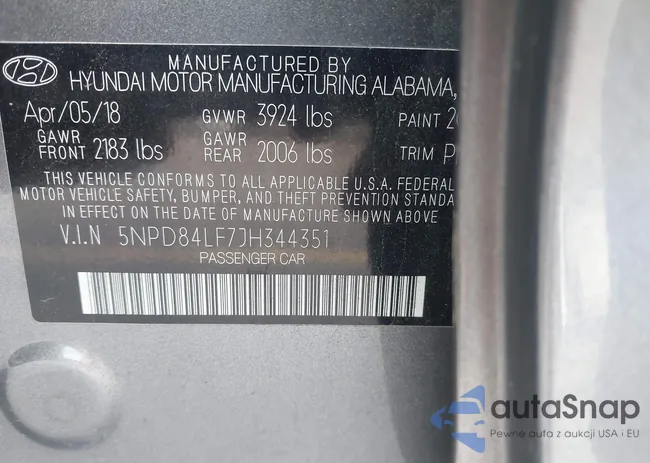 MANUFACTURED BY
HYUNDAI MOTOR MANUFACTURING ALABAMA,
Apr/05/18 GVWR 3924 lbs PAINT
GAWR FRONT 2183 lbs GAWR REAR 2006 lbs TRIM P
THIS VEHICLE CONFORMS TO ALL APPLICABLE U.S.A. FEDERAL
MOTOR VEHICLE SAFETY, BUMPER, AND THEFT PREVENTION STANDA
IN EFFECT ON THE DATE OF MANUFACTURE SHOWN ABOVE
V.I.N 5NPD84LF7JH344351
PASSENGER CAR
autaSnap
Pewne auta z aukcji USA i EU